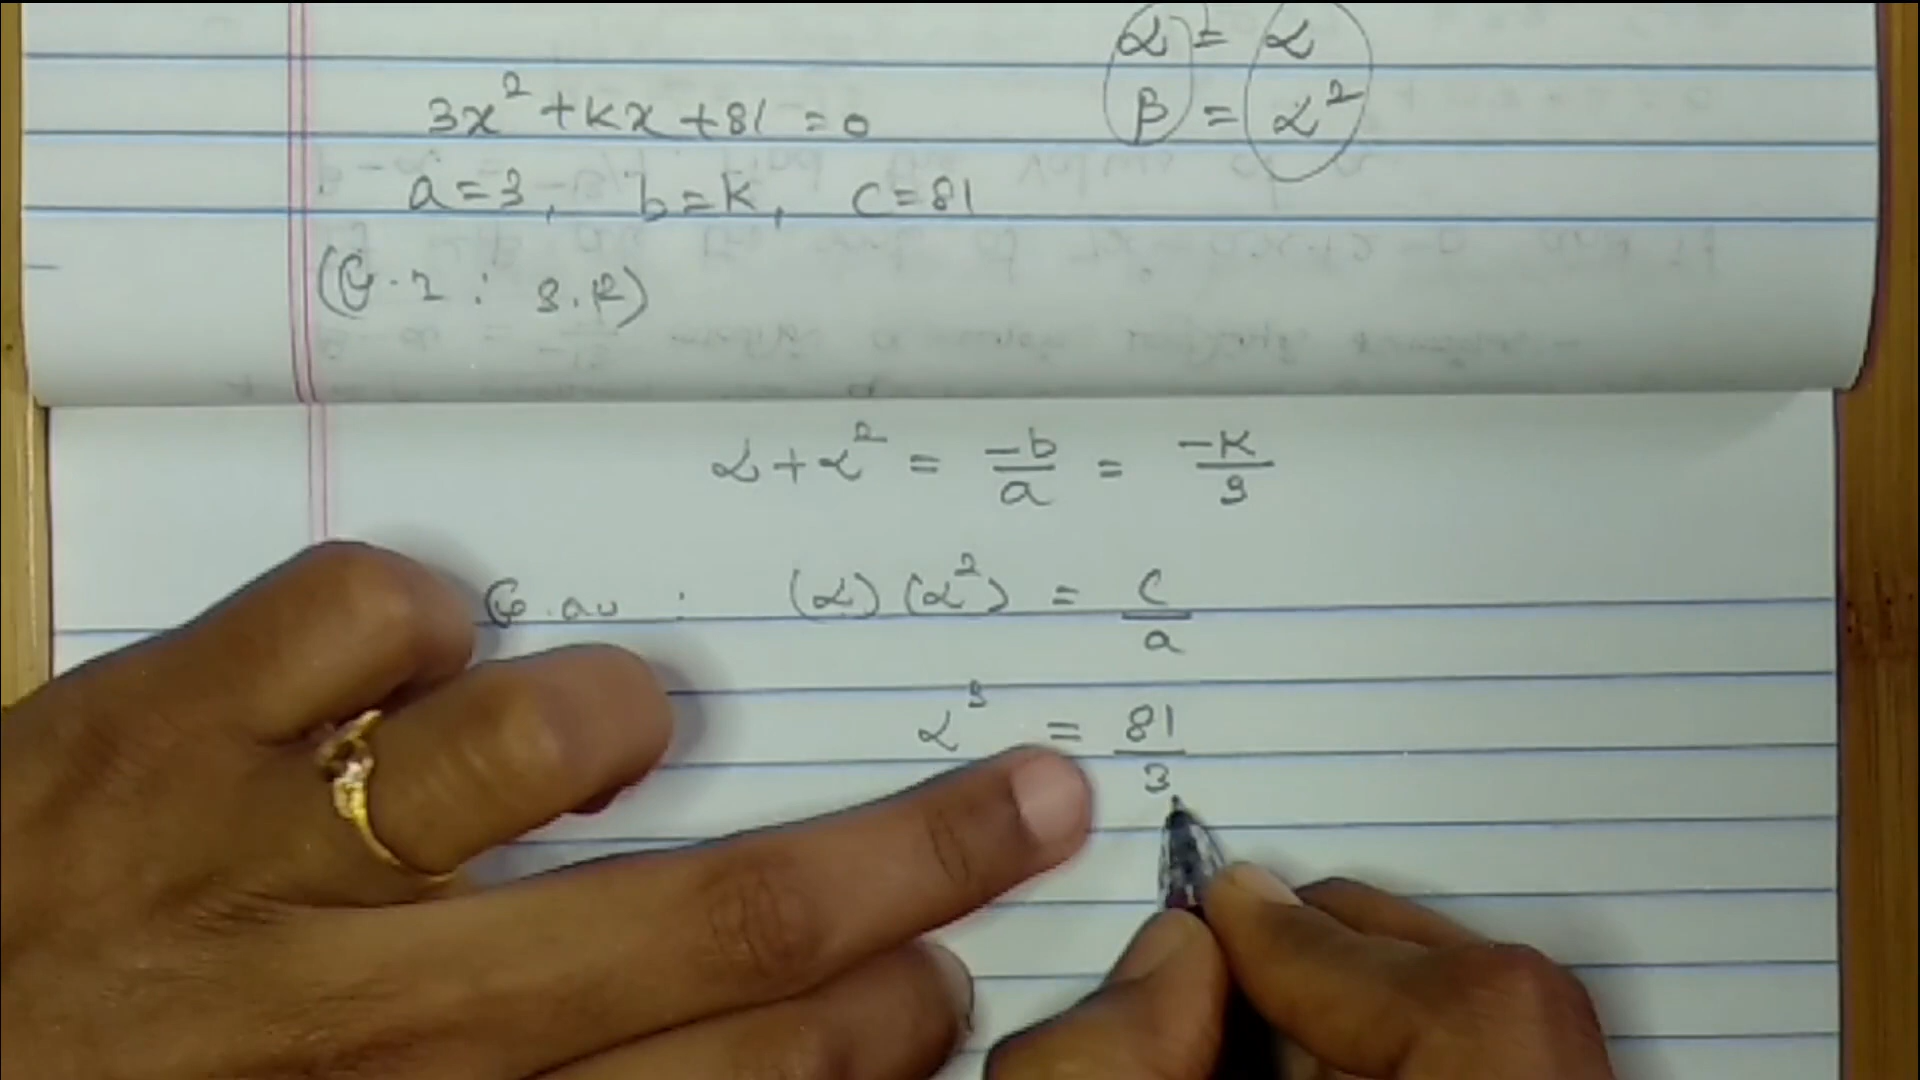 α = α
3x² + kx + 81 = 0
β = α²
a = 3, b = k, c = 81
α + α² = -b/a = -k/3
(α) (α²) = c/a
α³ = 81/3